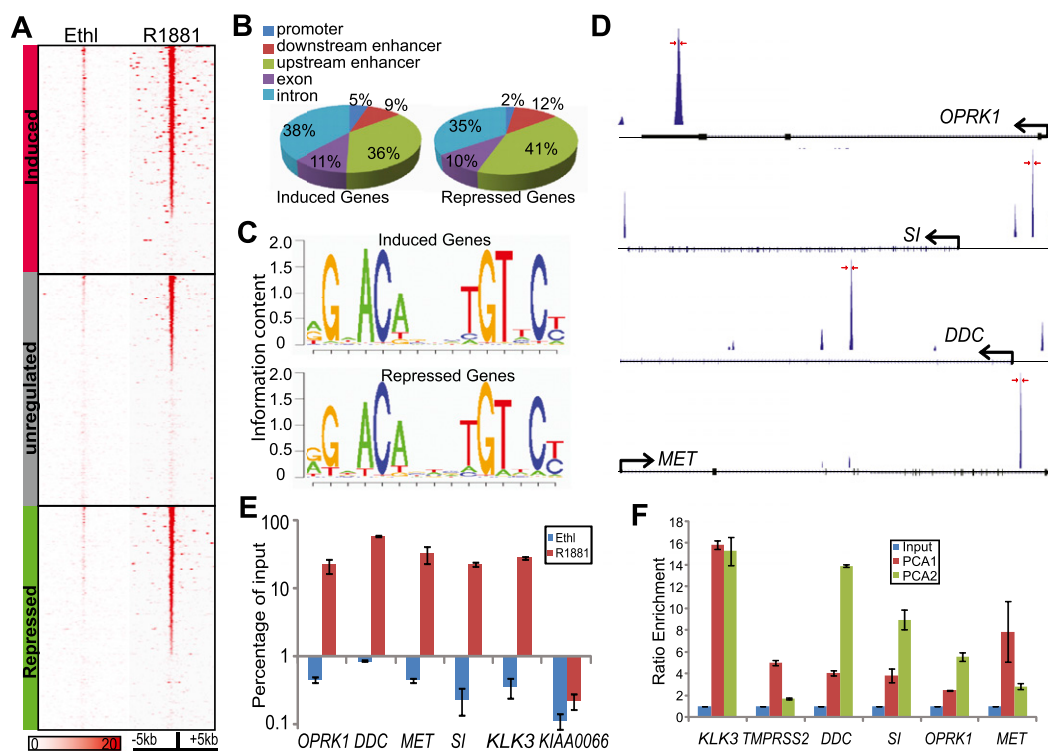 A
Ethl R1881
Induced
unregulated
Repressed
0 20
-5kb +5kb
B
promoter
downstream enhancer
upstream enhancer
exon
intron
5%
9%
38%
11%
36%
Induced Genes
2%
12%
35%
10%
41%
Repressed Genes
C
Information content
Induced Genes
2.0
1.5
1.0
0.5
0
Repressed Genes
2.0
1.5
1.0
0.5
0
D
OPRK1
SI
DDC
MET
E
Percentage of input
100
10
1
0.1
Ethl
R1881
OPRK1 DDC MET SI KLK3 KIAA0066
F
Ratio Enrichment
18
16
14
12
10
8
6
4
2
0
Input
PCA1
PCA2
KLK3 TMPRSS2 DDC SI OPRK1 MET